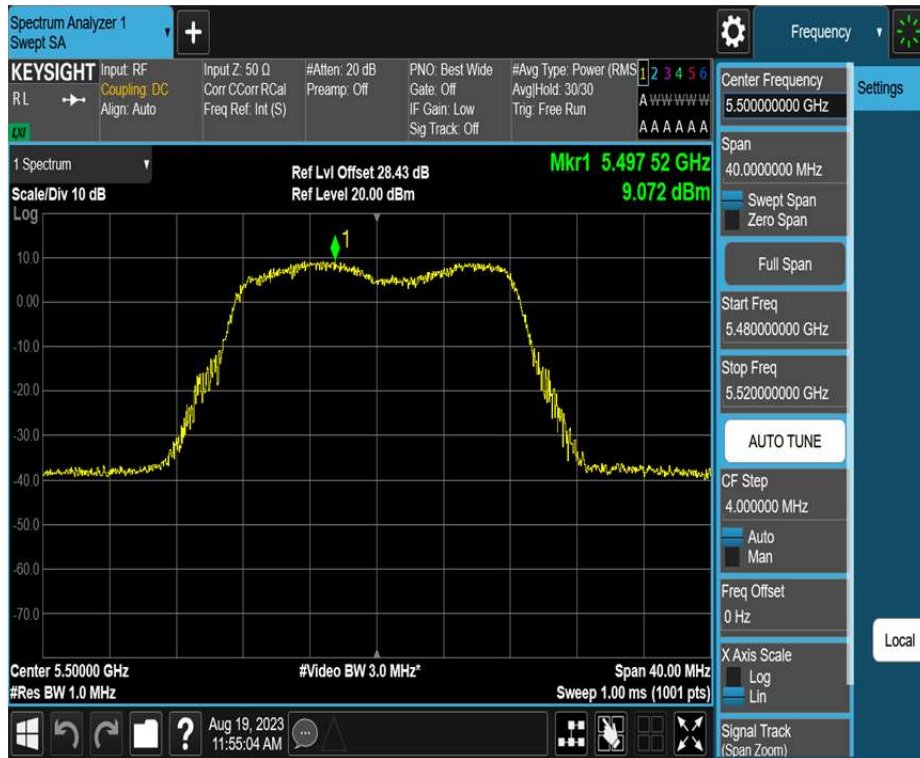 Spectrum Analyzer 1
Swept SA
+
Frequency
KEYSIGHT
RL
LXI
Input: RF
Coupling: DC
Align: Auto
Input Z: 50 Ω
Corr CCorr RCal
Freq Ref: Int (S)
#Atten: 20 dB
Preamp: Off
PNO: Best Wide
Gate: Off
IF Gain: Low
Sig Track: Off
#Avg Type: Power (RMS
Avg|Hold: 30/30
Trig: Free Run
1 2 3 4 5 6
A W W W W W
A A A A A A
Center Frequency
5.500000000 GHz
Settings
Span
40.0000000 MHz
Swept Span
Zero Span
Full Span
Start Freq
5.480000000 GHz
Stop Freq
5.520000000 GHz
AUTO TUNE
CF Step
4.000000 MHz
Auto
Man
Freq Offset
0 Hz
X Axis Scale
Log
Lin
Signal Track
(Span Zoom)
Local
1 Spectrum
Scale/Div 10 dB
Log
Ref Lvl Offset 28.43 dB
Ref Level 20.00 dBm
Mkr1 5.497 52 GHz
9.072 dBm
1
10.0
0.00
-10.0
-20.0
-30.0
-40.0
-50.0
-60.0
-70.0
Center 5.50000 GHz
#Res BW 1.0 MHz
#Video BW 3.0 MHz*
Span 40.00 MHz
Sweep 1.00 ms (1001 pts)
?
Aug 19, 2023
11:55:04 AM